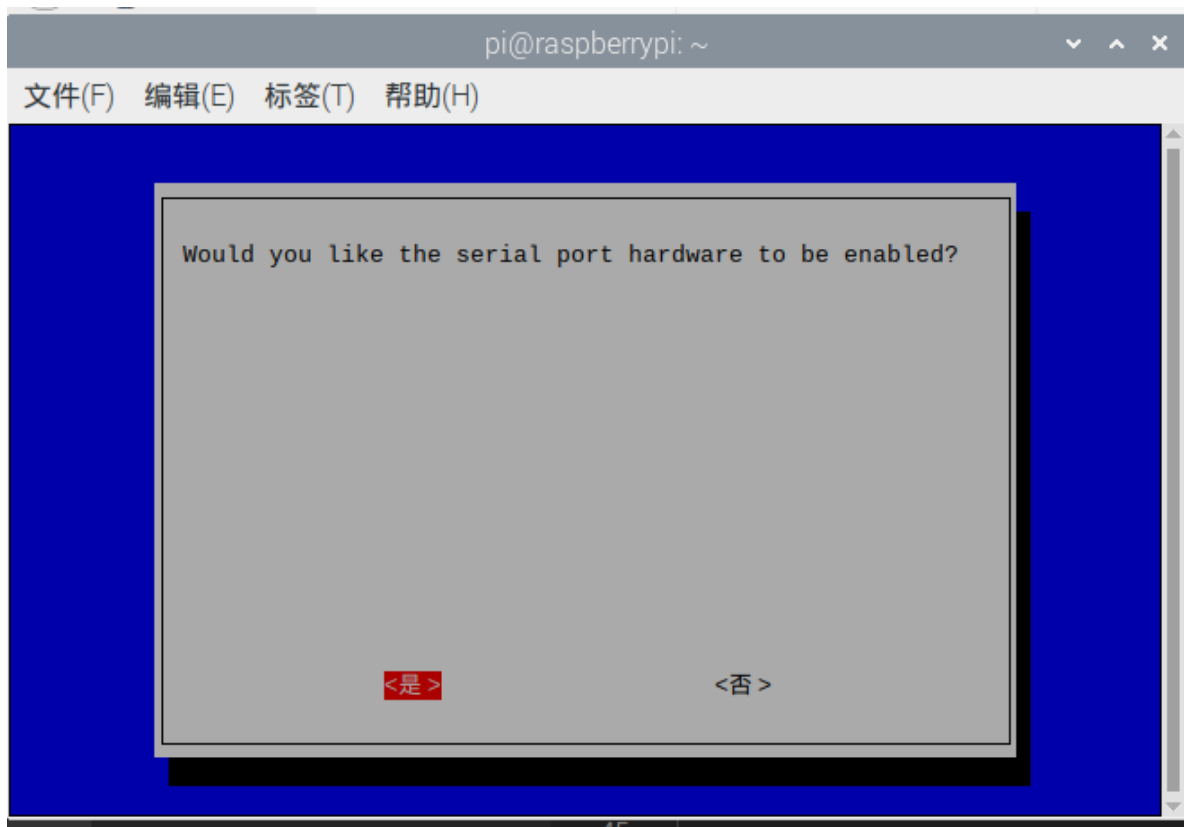 pi@raspberrypi: ~
文件(F) 编辑(E) 标签(T) 帮助(H)
Would you like the serial port hardware to be enabled?
<是> <否>